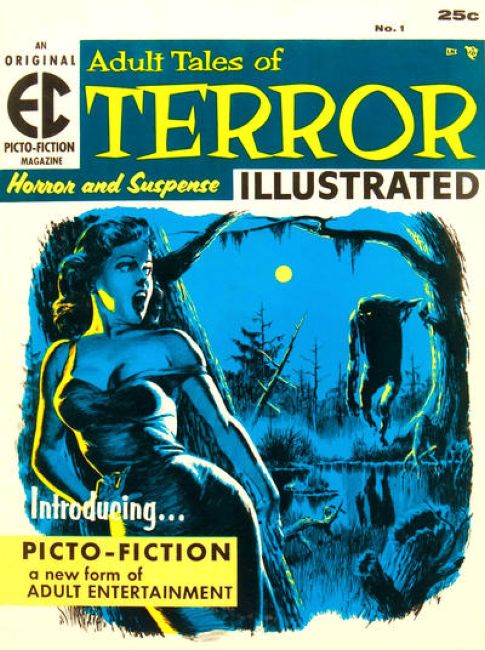 25c
No. 1
AN
ORIGINAL
EC
PICTO-FICTION
MAGAZINE
Adult Tales of
TERROR
Horror and Suspense
ILLUSTRATED
Introducing...
PICTO-FICTION
a new form of
ADULT ENTERTAINMENT